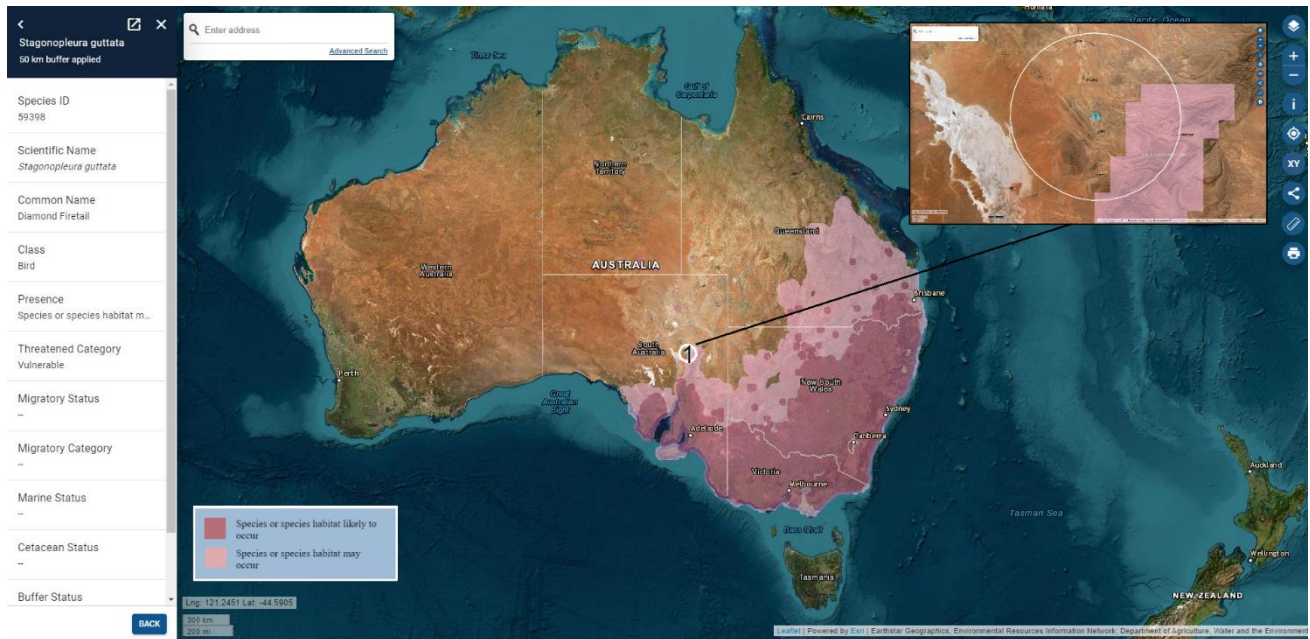 Stagonopleura guttata
50 km buffer applied
Species ID
59398
Scientific Name
Stagonopleura guttata
Common Name
Diamond Firetail
Class
Bird
Presence
Species or species habitat m...
Threatened Category
Vulnerable
Migratory Status
--
Migratory Category
--
Marine Status
--
Cetacean Status
--
Buffer Status
BACK
Enter address
Advanced Search
Timor Sea
Gulf of
Carpentaria
Cairns
Northern
Territory
Queensland
Western
Australia
AUSTRALIA
Brisbane
South
Australia
1
Perth
Great
Australian
Bight
New South
Wales
Sydney
Adelaide
Canberra
Victoria
Melbourne
Bass Strait
Tasmania
Tasman Sea
Auckland
Wellington
NEW ZEALAND
Pacific Ocean
i
XY
Species or species habitat likely to
occur
Species or species habitat may
occur
Lng: 121.2451 Lat: -44.5905
300 km
200 mi
Leaflet | Powered by Esri | Earthstar Geographics, Environmental Resources Information Network; Department of Agriculture, Water and the Environment